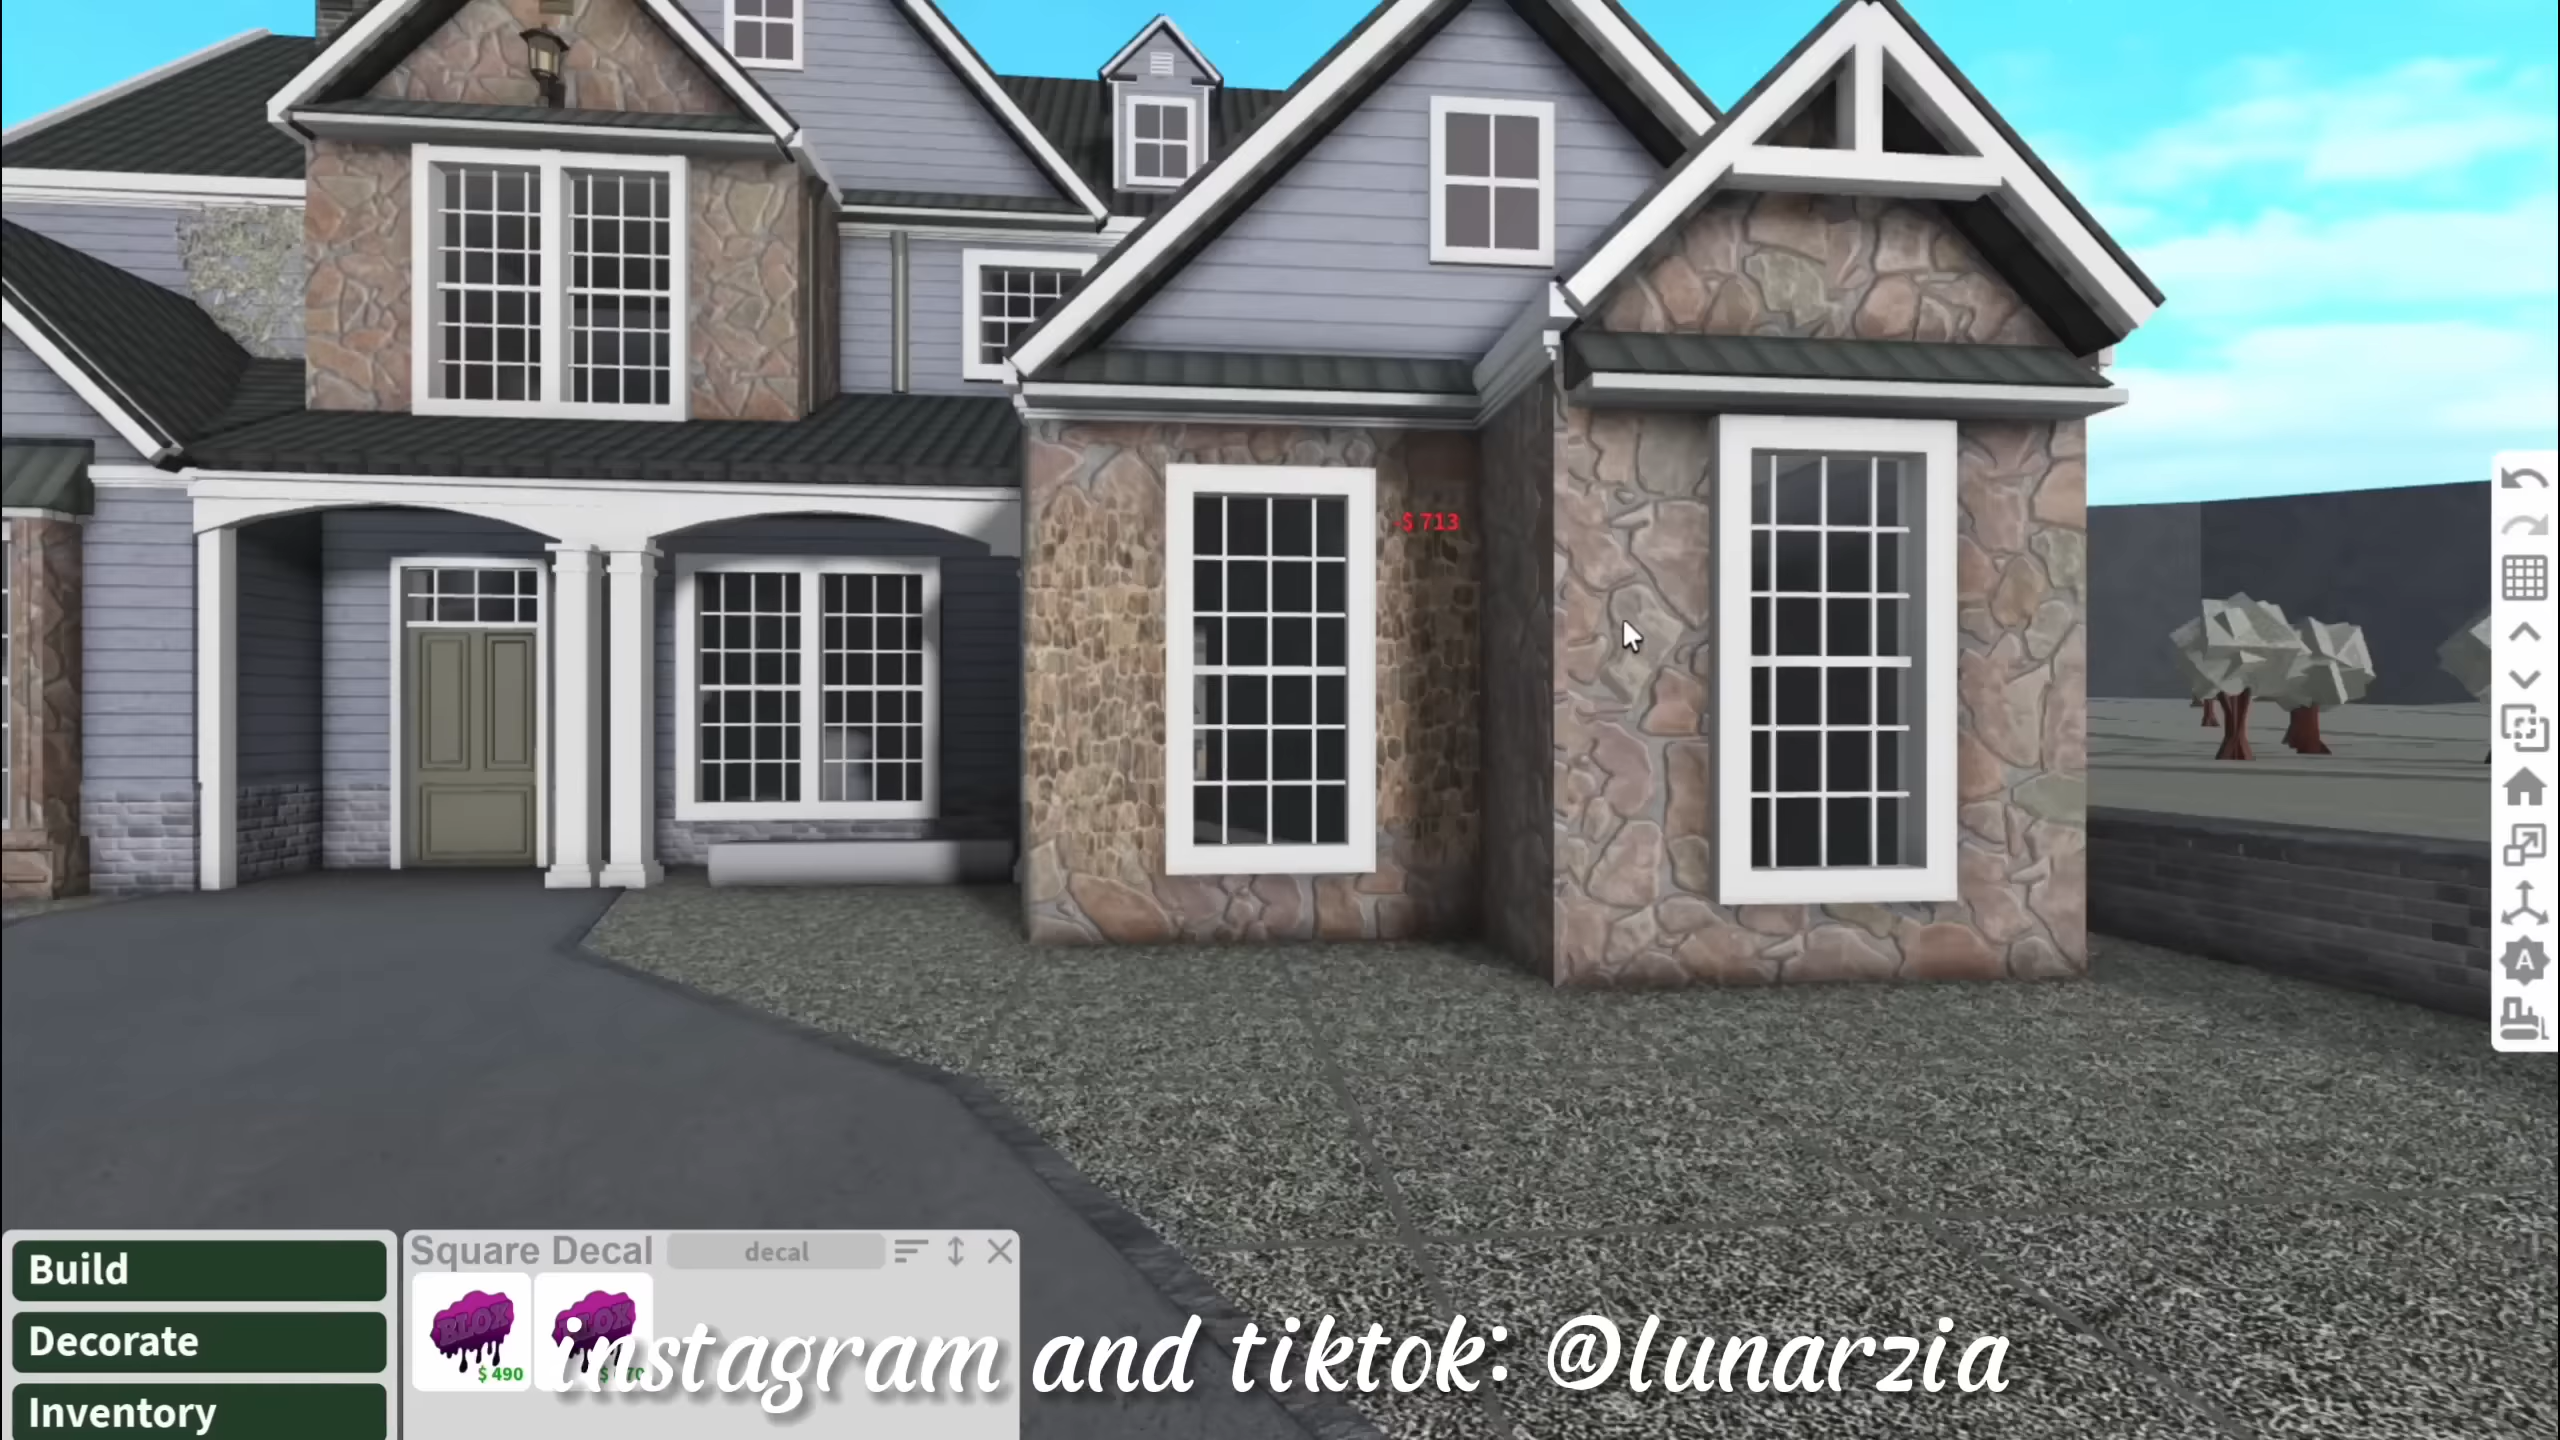 -$ 713
Build
Decorate
Inventory
Square Decal
decal
BLOX
$ 490
A
instagram and tiktok: @lunarzia